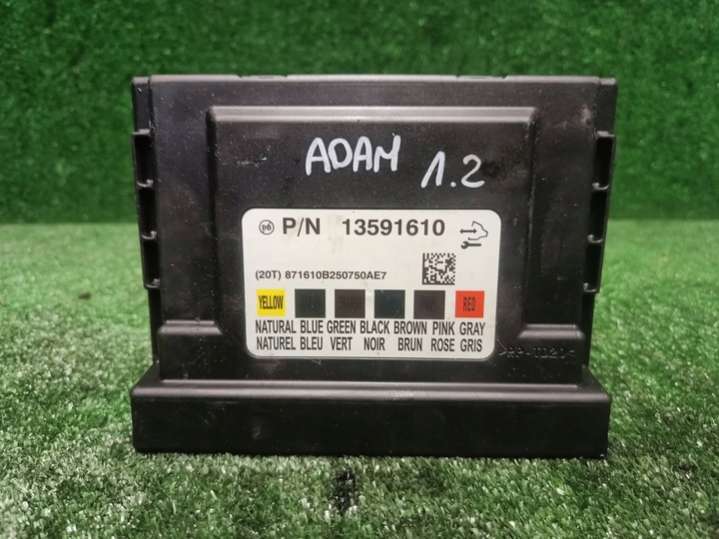 ADAM 1.2
P/N 13591610
(20T) 871610B250750AE7
YELLOW RED
NATURAL BLUE GREEN BLACK BROWN PINK GRAY
NATUREL BLEU VERT NOIR BRUN ROSE GRIS